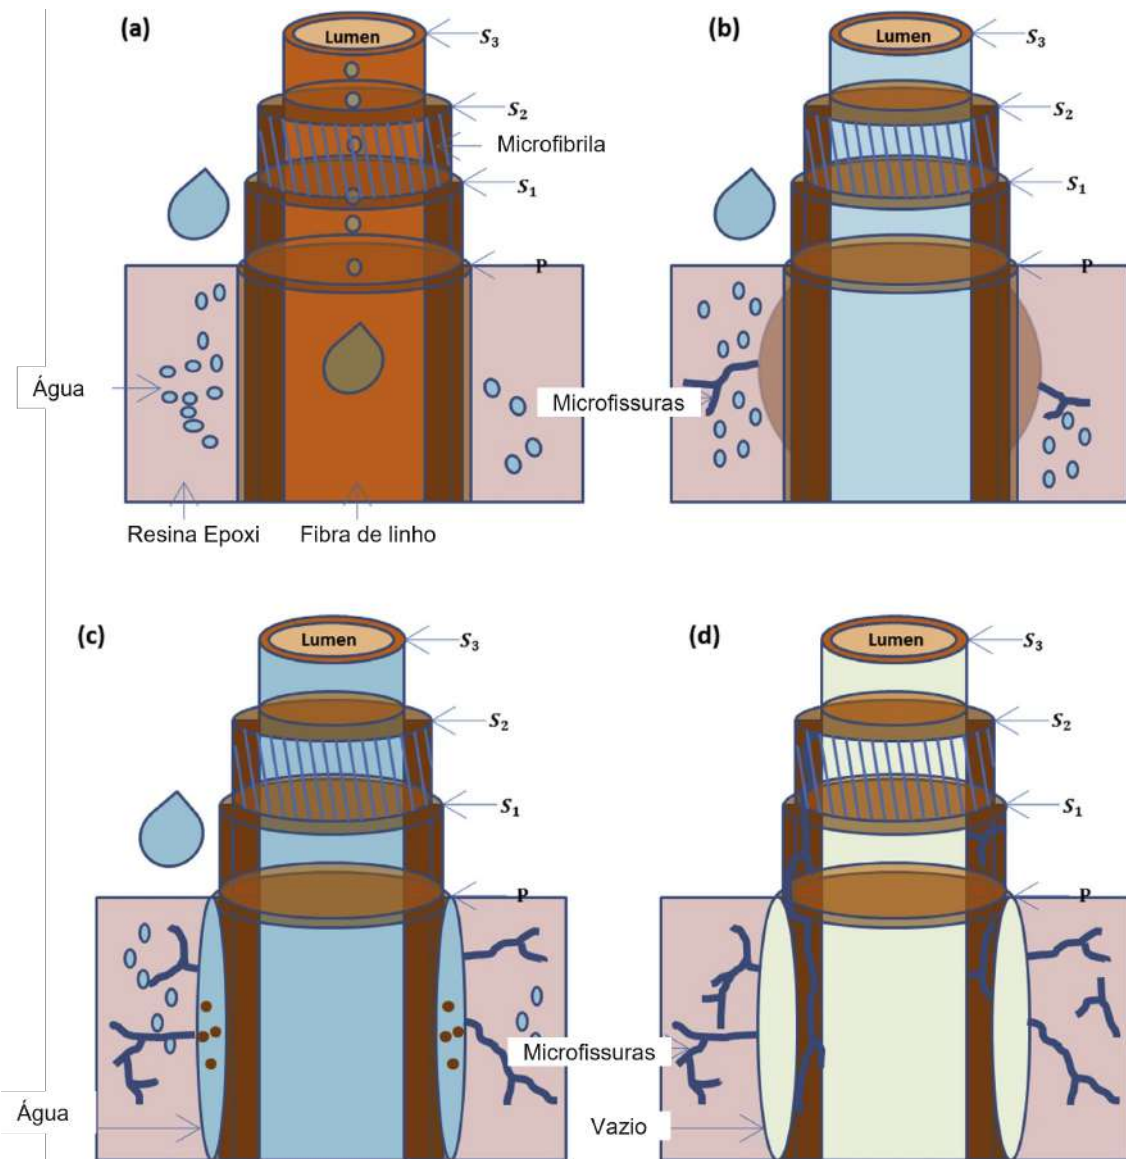 (a)
Lumen
S₃
S₂
Microfibrila
S₁
P
Água
Resina Epoxi
Fibra de linho
(b)
Lumen
S₃
S₂
S₁
P
Microfissuras
(c)
Lumen
S₃
S₂
S₁
P
Água
(d)
Lumen
S₃
S₂
S₁
P
Microfissuras
Vazio